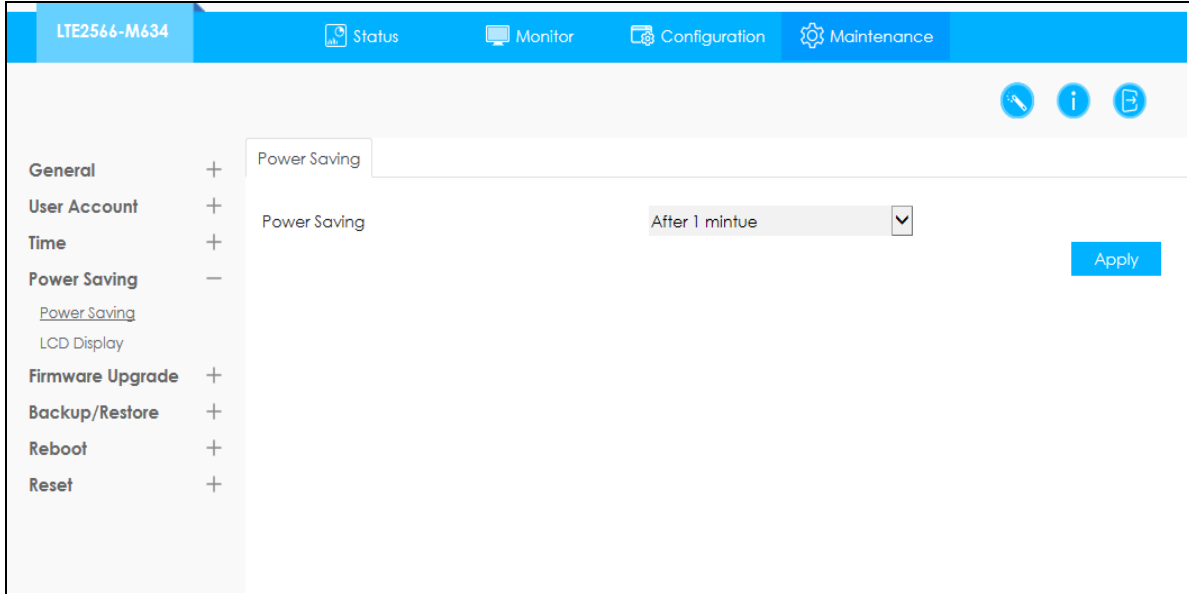 LTE2566-M634
Status
Monitor
Configuration
Maintenance
General
User Account
Time
Power Saving
Power Saving
LCD Display
Firmware Upgrade
Backup/Restore
Reboot
Reset
Power Saving
Power Saving
After 1 mintue
Apply